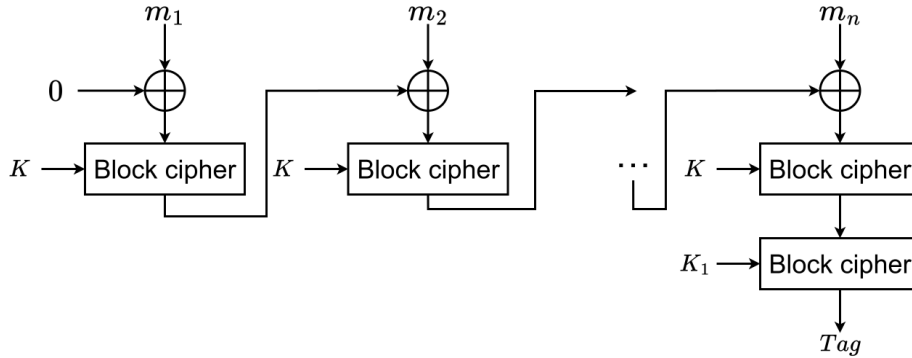 m₁ m₂ mₙ
0
K Block cipher K Block cipher ... K Block cipher
K₁ Block cipher
Tag